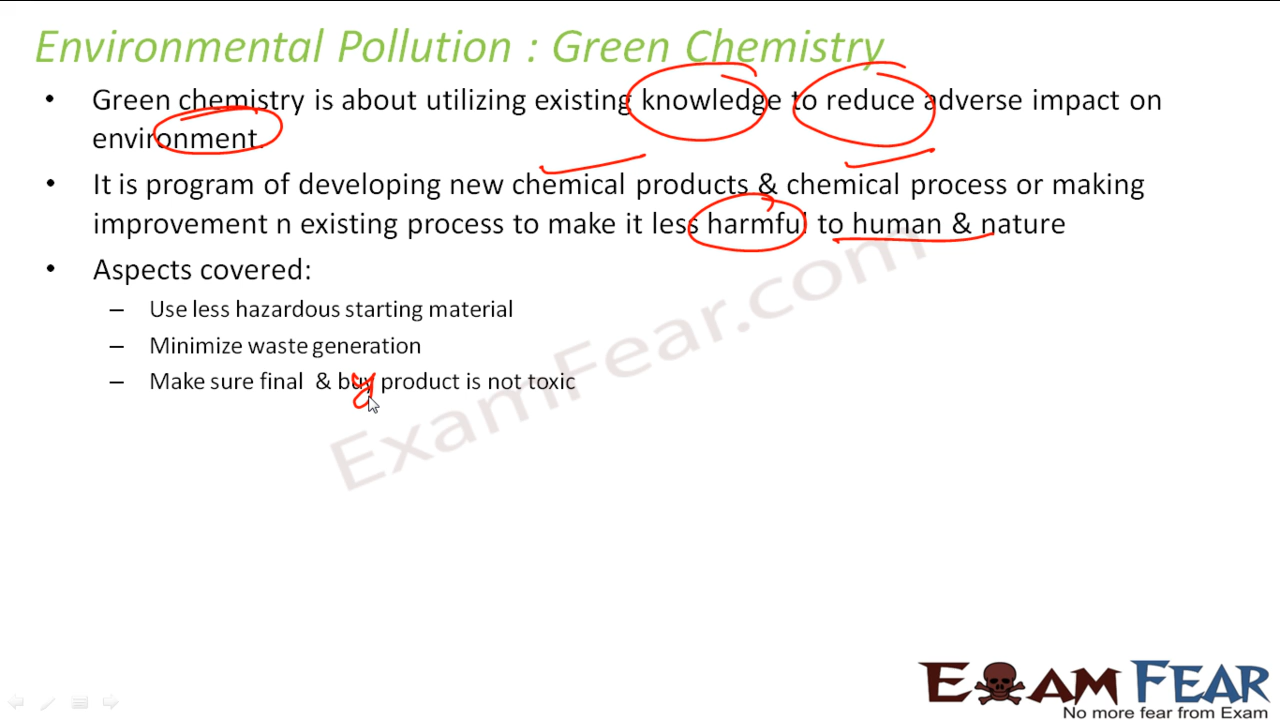 Environmental Pollution : Green Chemistry
• Green chemistry is about utilizing existing knowledge to reduce adverse impact on
environment.
• It is program of developing new chemical products & chemical process or making
improvement n existing process to make it less harmful to human & nature
• Aspects covered:
– Use less hazardous starting material
– Minimize waste generation
– Make sure final & buy product is not toxic
y
ExamFear.com
EXAM FEAR
No more fear from Exam